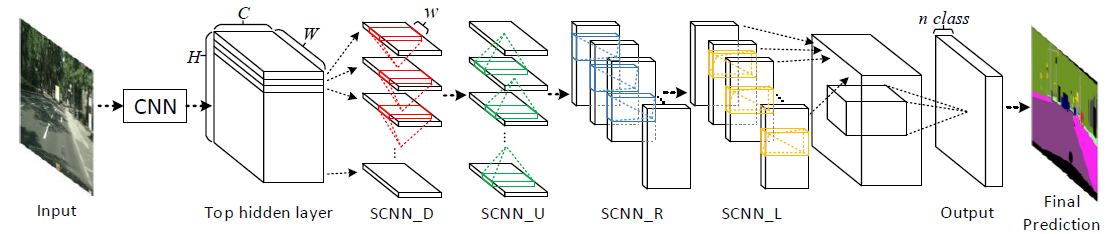 C
W
H
w
n class
CNN
Input
Top hidden layer
SCNN_D
SCNN_U
SCNN_R
SCNN_L
Output
Final
Prediction